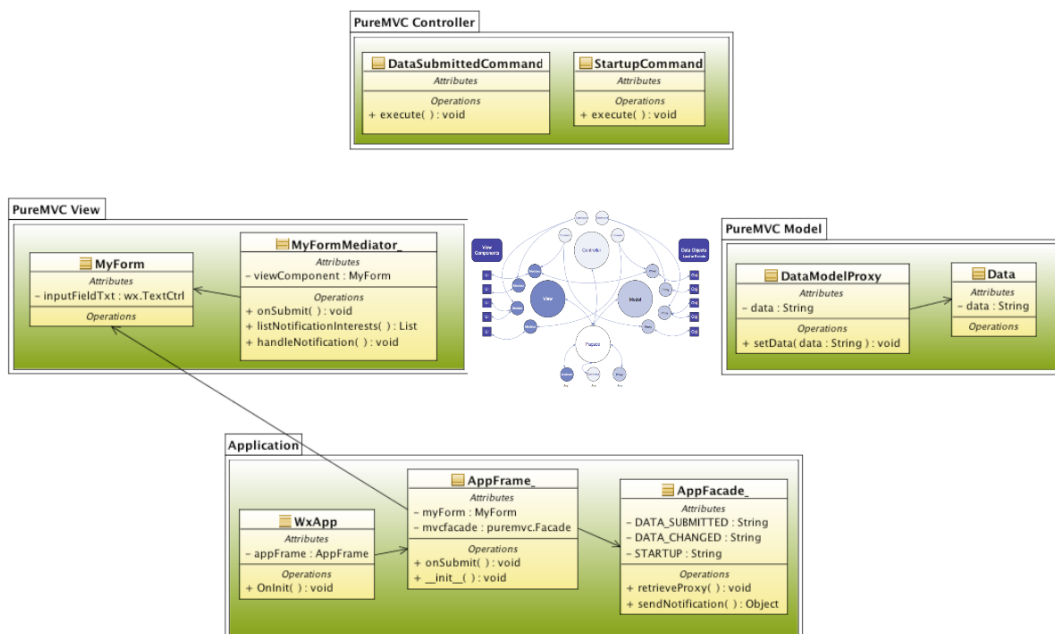 PureMVC Controller
DataSubmittedCommand
Attributes
Operations
+ execute( ) : void
StartupCommand
Attributes
Operations
+ execute( ) : void
PureMVC View
MyForm
Attributes
− inputFieldTxt : wx.TextCtrl
Operations
MyFormMediator_
Attributes
− viewComponent : MyForm
Operations
+ onSubmit( ) : void
+ listNotificationInterests( ) : List
+ handleNotification( ) : void
View
Components
Controller
Data Objects
View
Model
Facade
PureMVC Model
DataModelProxy
Attributes
− data : String
Operations
+ setData( data : String ) : void
Data
Attributes
− data : String
Operations
Application
WxApp
Attributes
− appFrame : AppFrame
Operations
+ OnInit( ) : void
AppFrame_
Attributes
− myForm : MyForm
− mvcfacade : puremvc.Facade
Operations
+ onSubmit( ) : void
+ __init__( ) : void
AppFacade_
Attributes
− DATA_SUBMITTED : String
− DATA_CHANGED : String
− STARTUP : String
Operations
+ retrieveProxy( ) : void
+ sendNotification( ) : Object